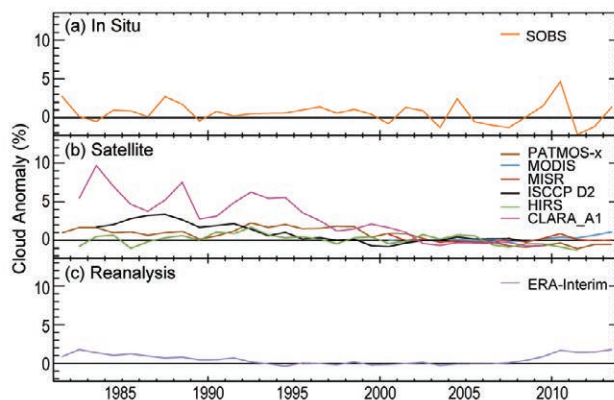 (a) In Situ
SOBS
10
5
0
(b) Satellite
PATMOS-x
MODIS
MISR
ISCCP D2
HIRS
CLARA_A1
10
5
0
Cloud Anomaly (%)
(c) Reanalysis
ERA-Interim
10
5
0
1985 1990 1995 2000 2005 2010